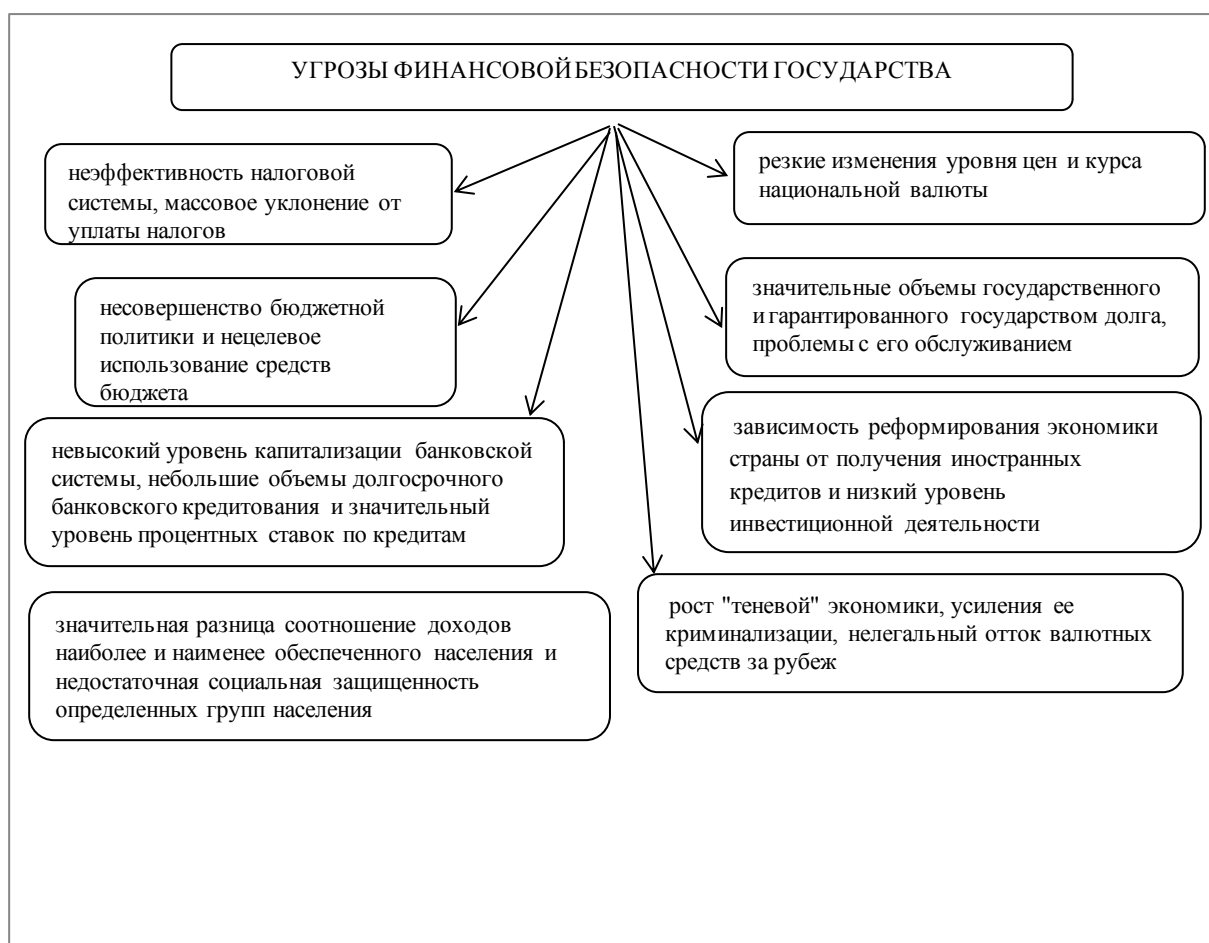 УГРОЗЫ ФИНАНСОВОЙ БЕЗОПАСНОСТИ ГОСУДАРСТВА
неэффективность налоговой
системы, массовое уклонение от
уплаты налогов
несовершенство бюджетной
политики и нецелевое
использование средств
бюджета
невысокий уровень капитализации банковской
системы, небольшие объемы долгосрочного
банковского кредитования и значительный
уровень процентных ставок по кредитам
значительная разница соотношение доходов
наиболее и наименее обеспеченного населения и
недостаточная социальная защищенность
определенных групп населения
резкие изменения уровня цен и курса
национальной валюты
значительные объемы государственного
и гарантированного государством долга,
проблемы с его обслуживанием
зависимость реформирования экономики
страны от получения иностранных
кредитов и низкий уровень
инвестиционной деятельности
рост "теневой" экономики, усиления ее
криминализации, нелегальный отток валютных
средств за рубеж